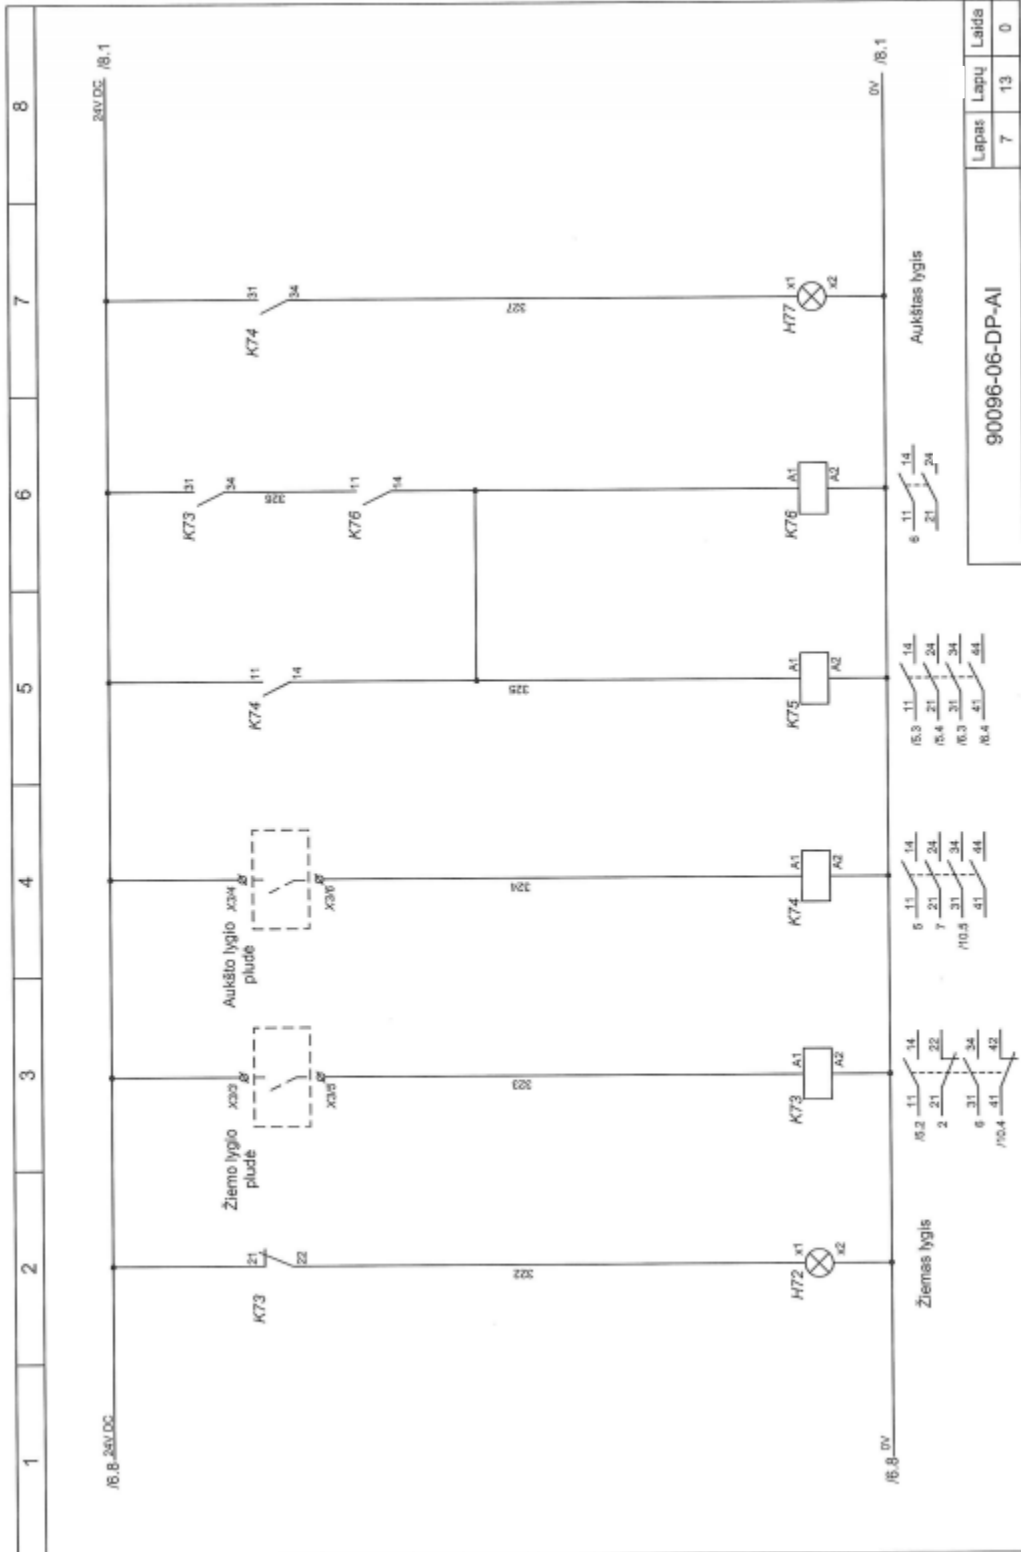 1 2 3 4 5 6 7 8
/6.8 24V DC
24V DC /8.1
K73 21 22
322
H72 x1 x2
Žiemas lygis
Žiemo lygio
pludė
X3/3
X3/5
323
K73 A1 A2
/5.2 11 14
2 21 22
6 31 34
/10.4 41 42
Aukšto lygio
pludė
X3/4
X3/6
324
K74 A1 A2
5 11 14
7 21 24
/10.5 31 34
41 44
K74 11 14
325
K75 A1 A2
/5.3 11 14
/5.4 21 24
/6.3 31 34
/6.4 41 44
K73 31 34
326
K76 11 14
K76 A1 A2
6 11 14
21 24
K74 31 34
327
H77 x1 x2
Aukštas lygis
/6.8 0V
0V /8.1
90096-06-DP-AI
Lapas Lapų Laida
7 13 0